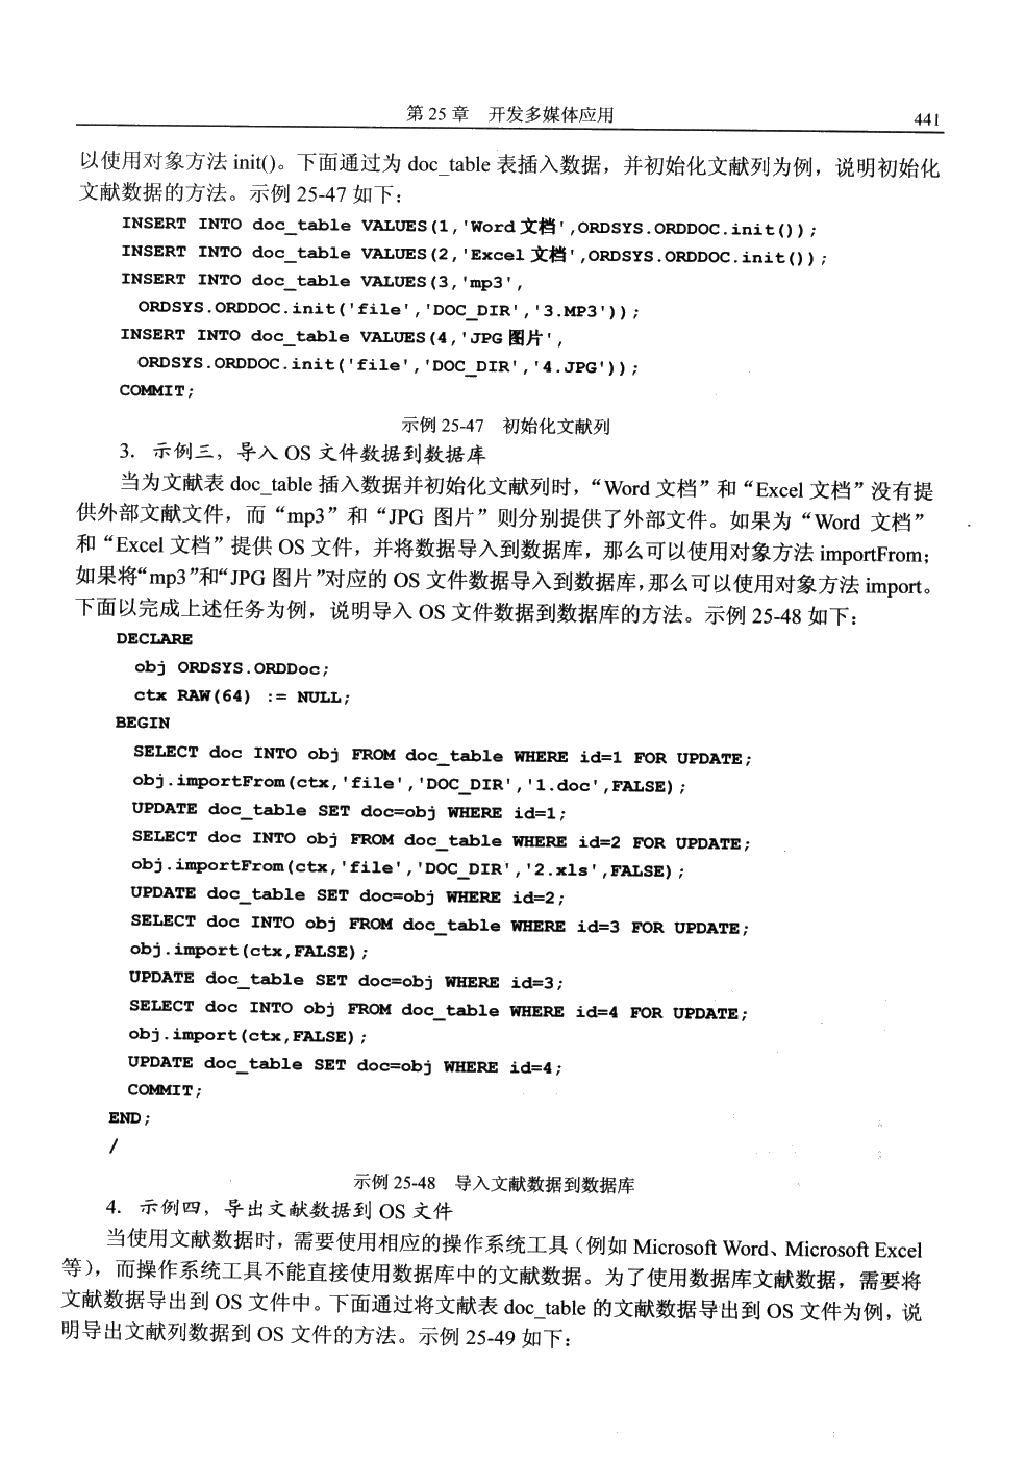 第 25 章　开发多媒体应用
441
以使用对象方法 init()。下面通过为 doc_table 表插入数据，并初始化文献列为例，说明初始化
文献数据的方法。示例 25-47 如下：
INSERT INTO doc_table VALUES(1,'Word文档',ORDSYS.ORDDOC.init());
INSERT INTO doc_table VALUES(2,'Excel文档',ORDSYS.ORDDOC.init());
INSERT INTO doc_table VALUES(3,'mp3',
ORDSYS.ORDDOC.init('file','DOC_DIR','3.MP3'));
INSERT INTO doc_table VALUES(4,'JPG图片',
ORDSYS.ORDDOC.init('file','DOC_DIR','4.JPG'));
COMMIT;
示例 25-47　初始化文献列
3. 示例三，导入 OS 文件数据到数据库
当为文献表 doc_table 插入数据并初始化文献列时，“Word 文档”和“Excel 文档”没有提
供外部文献文件，而“mp3”和“JPG 图片”则分别提供了外部文件。如果为“Word 文档”
和“Excel 文档”提供 OS 文件，并将数据导入到数据库，那么可以使用对象方法 importFrom；
如果将“mp3”和“JPG 图片”对应的 OS 文件数据导入到数据库，那么可以使用对象方法 import。
下面以完成上述任务为例，说明导入 OS 文件数据到数据库的方法。示例 25-48 如下：
DECLARE
obj ORDSYS.ORDDoc;
ctx RAW(64) := NULL;
BEGIN
SELECT doc INTO obj FROM doc_table WHERE id=1 FOR UPDATE;
obj.importFrom(ctx,'file','DOC_DIR','1.doc',FALSE);
UPDATE doc_table SET doc=obj WHERE id=1;
SELECT doc INTO obj FROM doc_table WHERE id=2 FOR UPDATE;
obj.importFrom(ctx,'file','DOC_DIR','2.xls',FALSE);
UPDATE doc_table SET doc=obj WHERE id=2;
SELECT doc INTO obj FROM doc_table WHERE id=3 FOR UPDATE;
obj.import(ctx,FALSE);
UPDATE doc_table SET doc=obj WHERE id=3;
SELECT doc INTO obj FROM doc_table WHERE id=4 FOR UPDATE;
obj.import(ctx,FALSE);
UPDATE doc_table SET doc=obj WHERE id=4;
COMMIT;
END;
/
示例 25-48　导入文献数据到数据库
4. 示例四，导出文献数据到 OS 文件
当使用文献数据时，需要使用相应的操作系统工具（例如 Microsoft Word、Microsoft Excel
等），而操作系统工具不能直接使用数据库中的文献数据。为了使用数据库文献数据，需要将
文献数据导出到 OS 文件中。下面通过将文献表 doc_table 的文献数据导出到 OS 文件为例，说
明导出文献列数据到 OS 文件的方法。示例 25-49 如下：